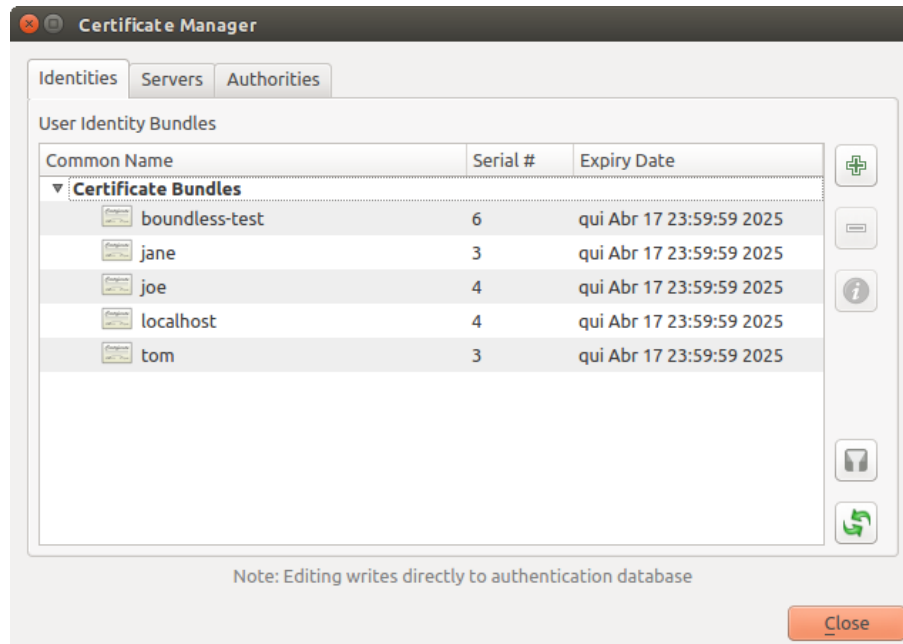 Certificate Manager
Identities Servers Authorities
User Identity Bundles
Common Name Serial # Expiry Date
Certificate Bundles
boundless-test 6 qui Abr 17 23:59:59 2025
jane 3 qui Abr 17 23:59:59 2025
joe 4 qui Abr 17 23:59:59 2025
localhost 4 qui Abr 17 23:59:59 2025
tom 3 qui Abr 17 23:59:59 2025
Note: Editing writes directly to authentication database
Close